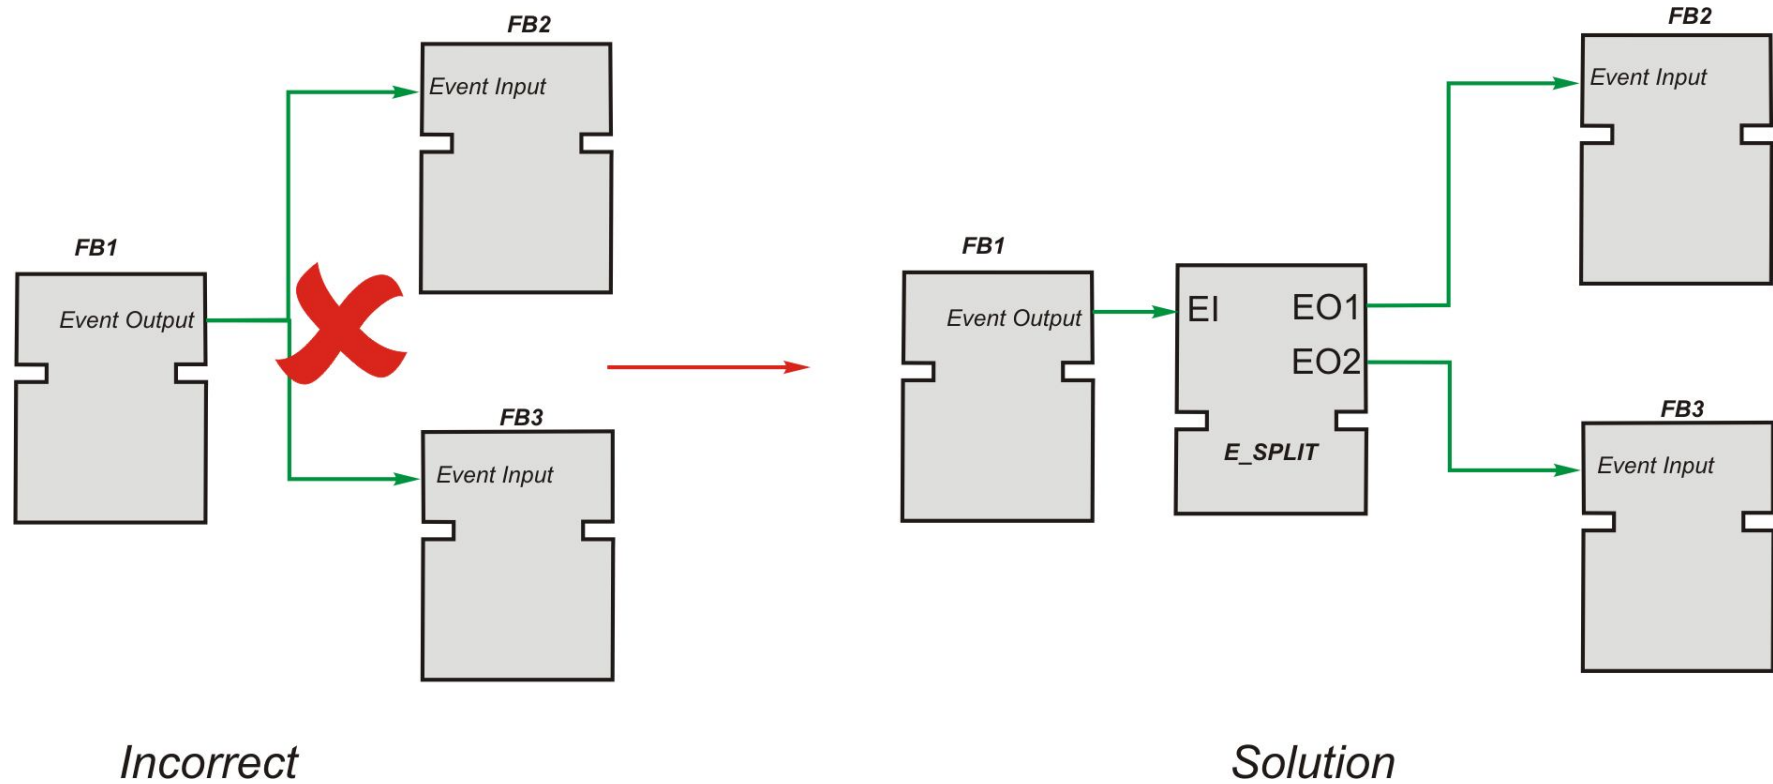 FB2
Event Input
FB1
Event Output
FB3
Event Input
Incorrect
FB2
Event Input
FB1
Event Output
EI
EO1
EO2
E_SPLIT
FB3
Event Input
Solution